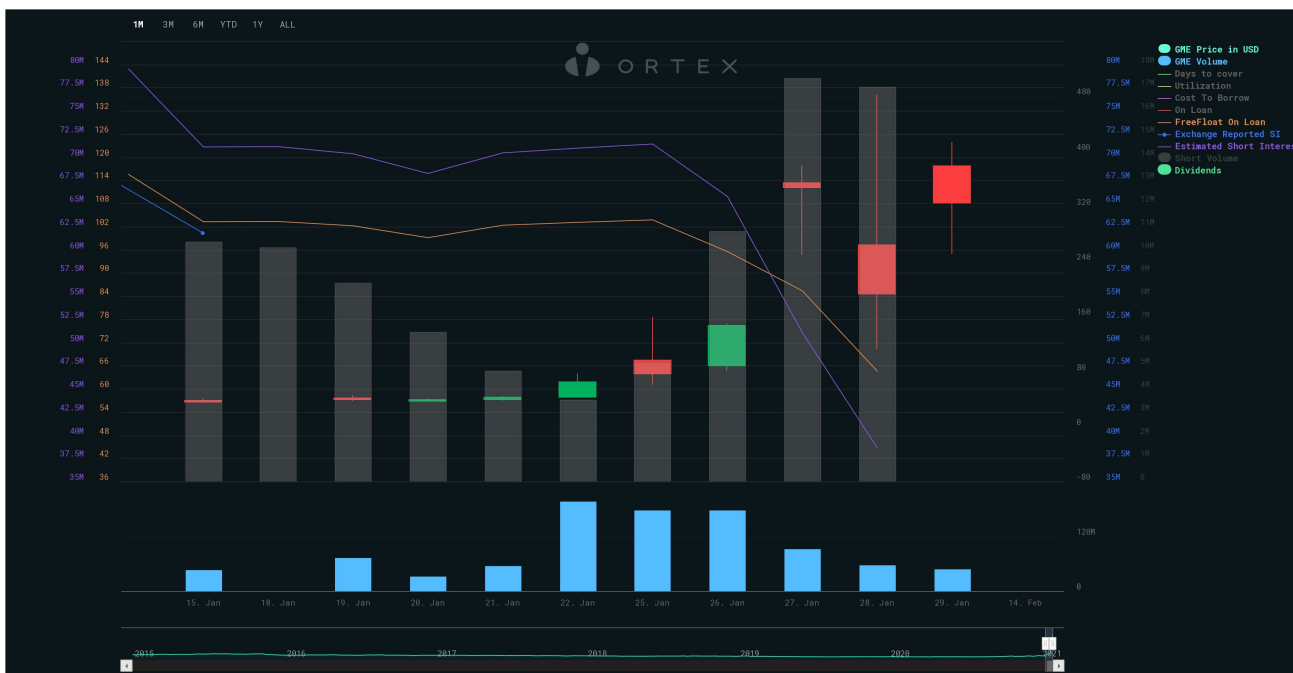 1M 3M 6M YTD 1Y ALL
ORTEX
GME Price in USD
GME Volume
Days to cover
Utilization
Cost To Borrow
On Loan
FreeFloat On Loan
Exchange Reported SI
Estimated Short Interes
Short Volume
Dividends
80M 144 80M 18M
77.5M 138 480 77.5M 17M
75M 132 75M 16M
72.5M 126 72.5M 15M
70M 120 400 70M 14M
67.5M 114 67.5M 13M
65M 108 320 65M 12M
62.5M 102 62.5M 11M
60M 96 240 60M 10M
57.5M 90 57.5M 9M
55M 84 55M 8M
52.5M 78 160 52.5M 7M
50M 72 50M 6M
47.5M 66 80 47.5M 5M
45M 60 45M 4M
42.5M 54 42.5M 3M
40M 48 0 40M 2M
37.5M 42 37.5M 1M
35M 36 -80 35M 0
120M
0
15. Jan 18. Jan 19. Jan 20. Jan 21. Jan 22. Jan 25. Jan 26. Jan 27. Jan 28. Jan 29. Jan 14. Feb
2015 2016 2017 2018 2019 2020 2021